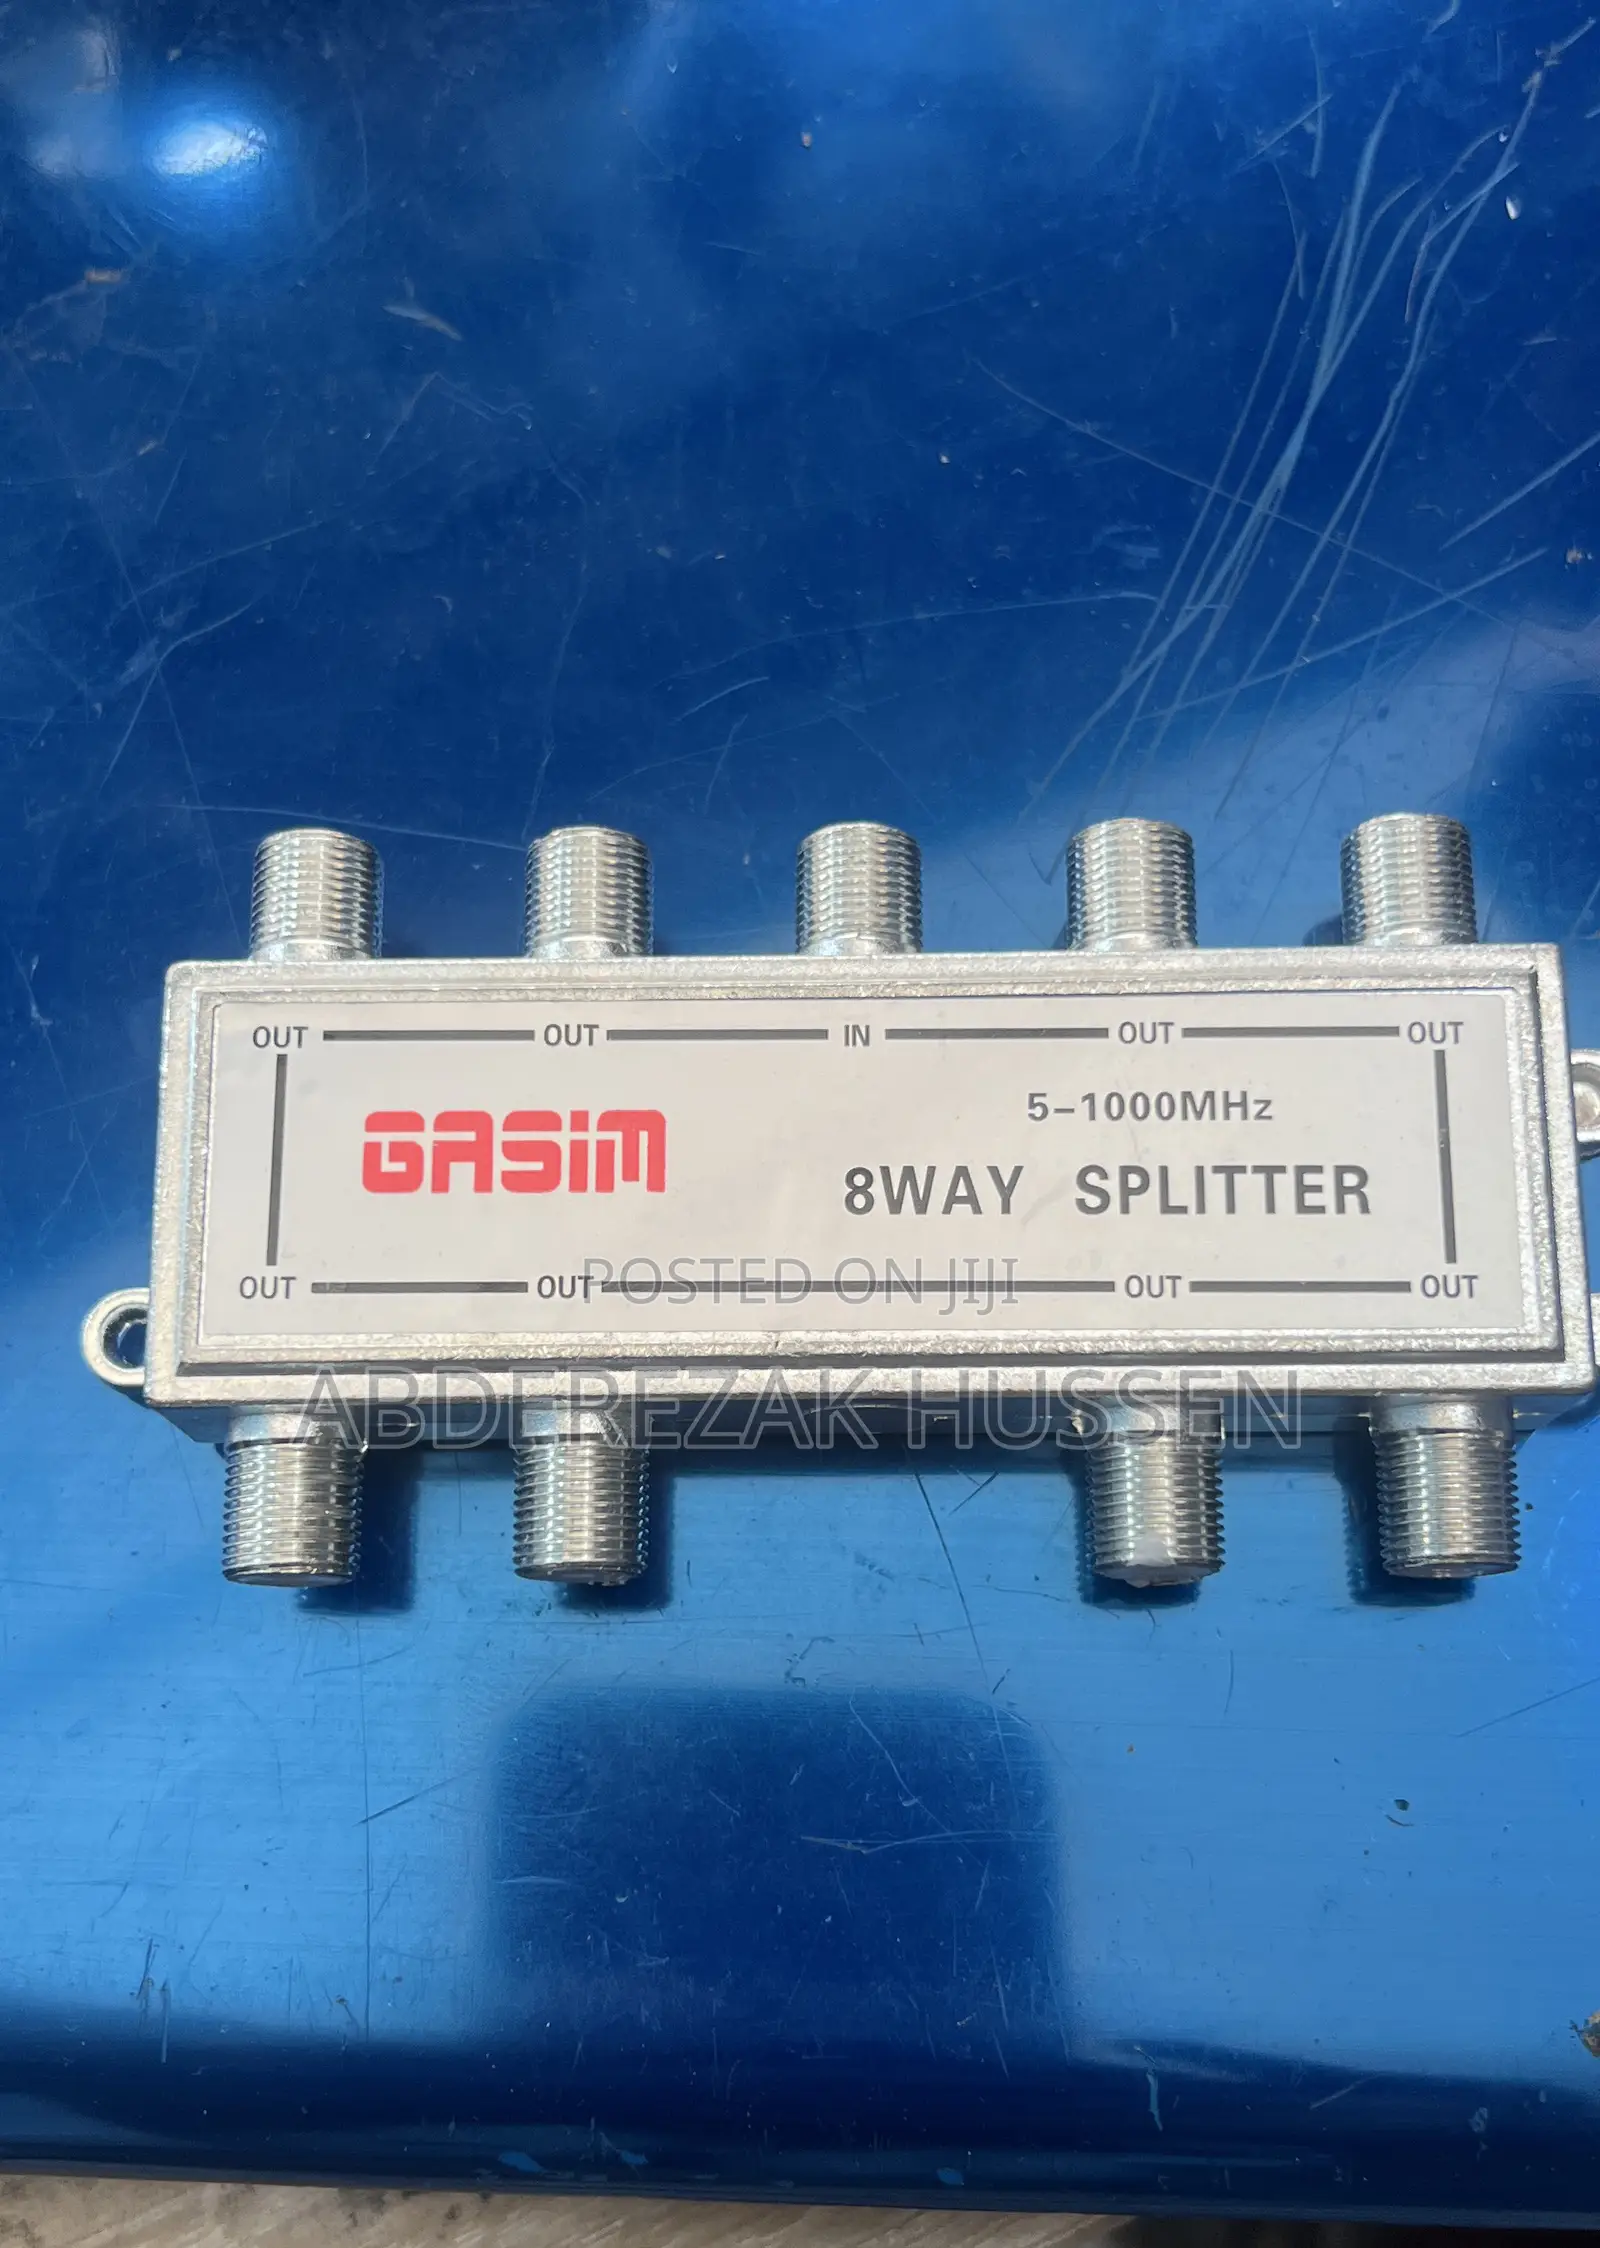 OUT OUT IN OUT OUT
5-1000MHz
GASiM
8WAY SPLITTER
OUT OUT OUT OUT
POSTED ON JIJI
ABDEREZAK HUSSEN